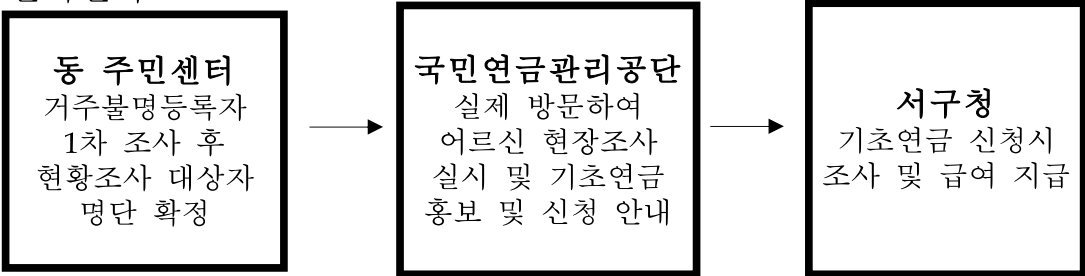 동 주민센터
거주불명등록자
1차 조사 후
현황조사 대상자
명단 확정
국민연금관리공단
실제 방문하여
어르신 현장조사
실시 및 기초연금
홍보 및 신청 안내
서구청
기초연금 신청시
조사 및 급여 지급